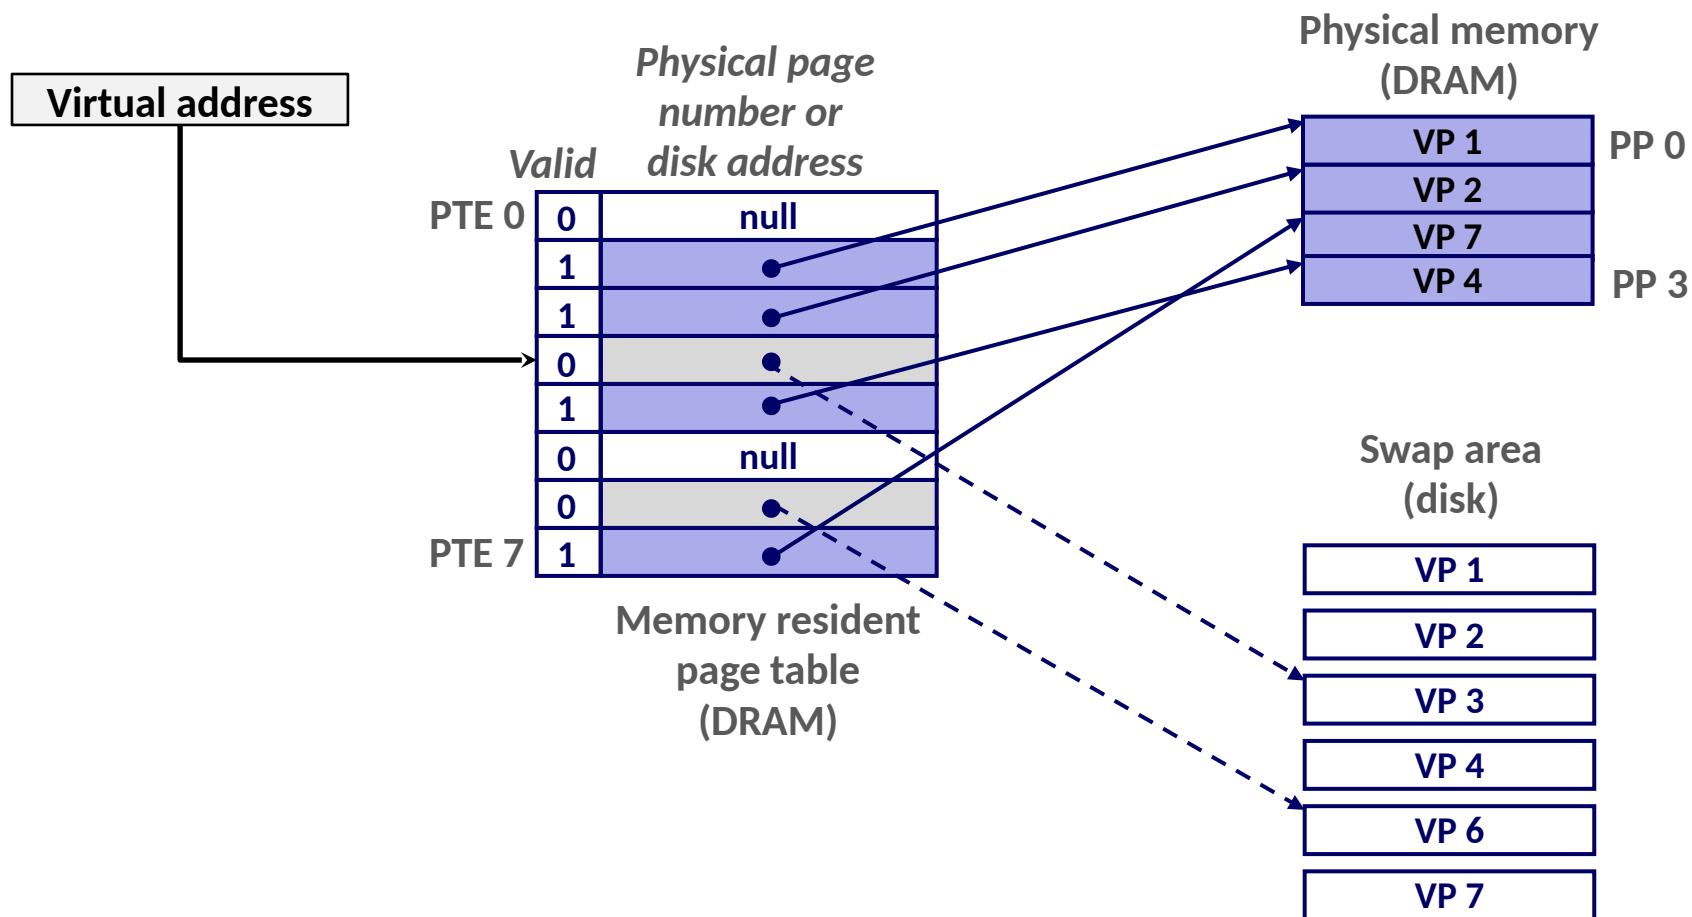 Virtual address
Physical page
number or
disk address
Valid
PTE 0
0
null
1
1
0
1
0
null
0
PTE 7
1
Memory resident
page table
(DRAM)
Physical memory
(DRAM)
VP 1
PP 0
VP 2
VP 7
VP 4
PP 3
Swap area
(disk)
VP 1
VP 2
VP 3
VP 4
VP 6
VP 7